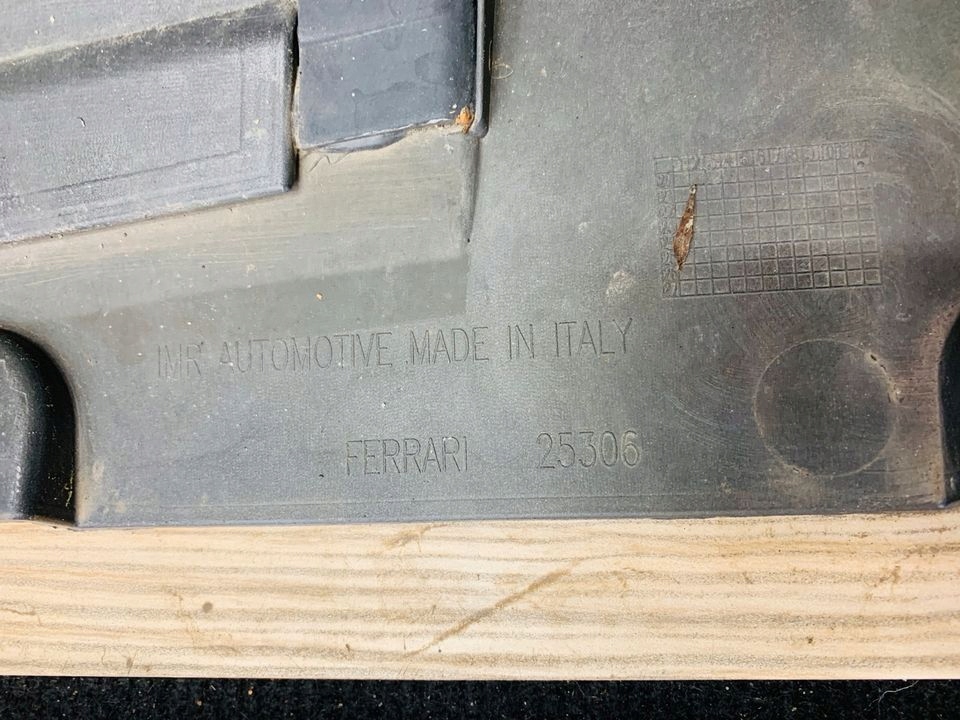 IMR AUTOMOTIVE MADE IN ITALY
FERRARI 25306